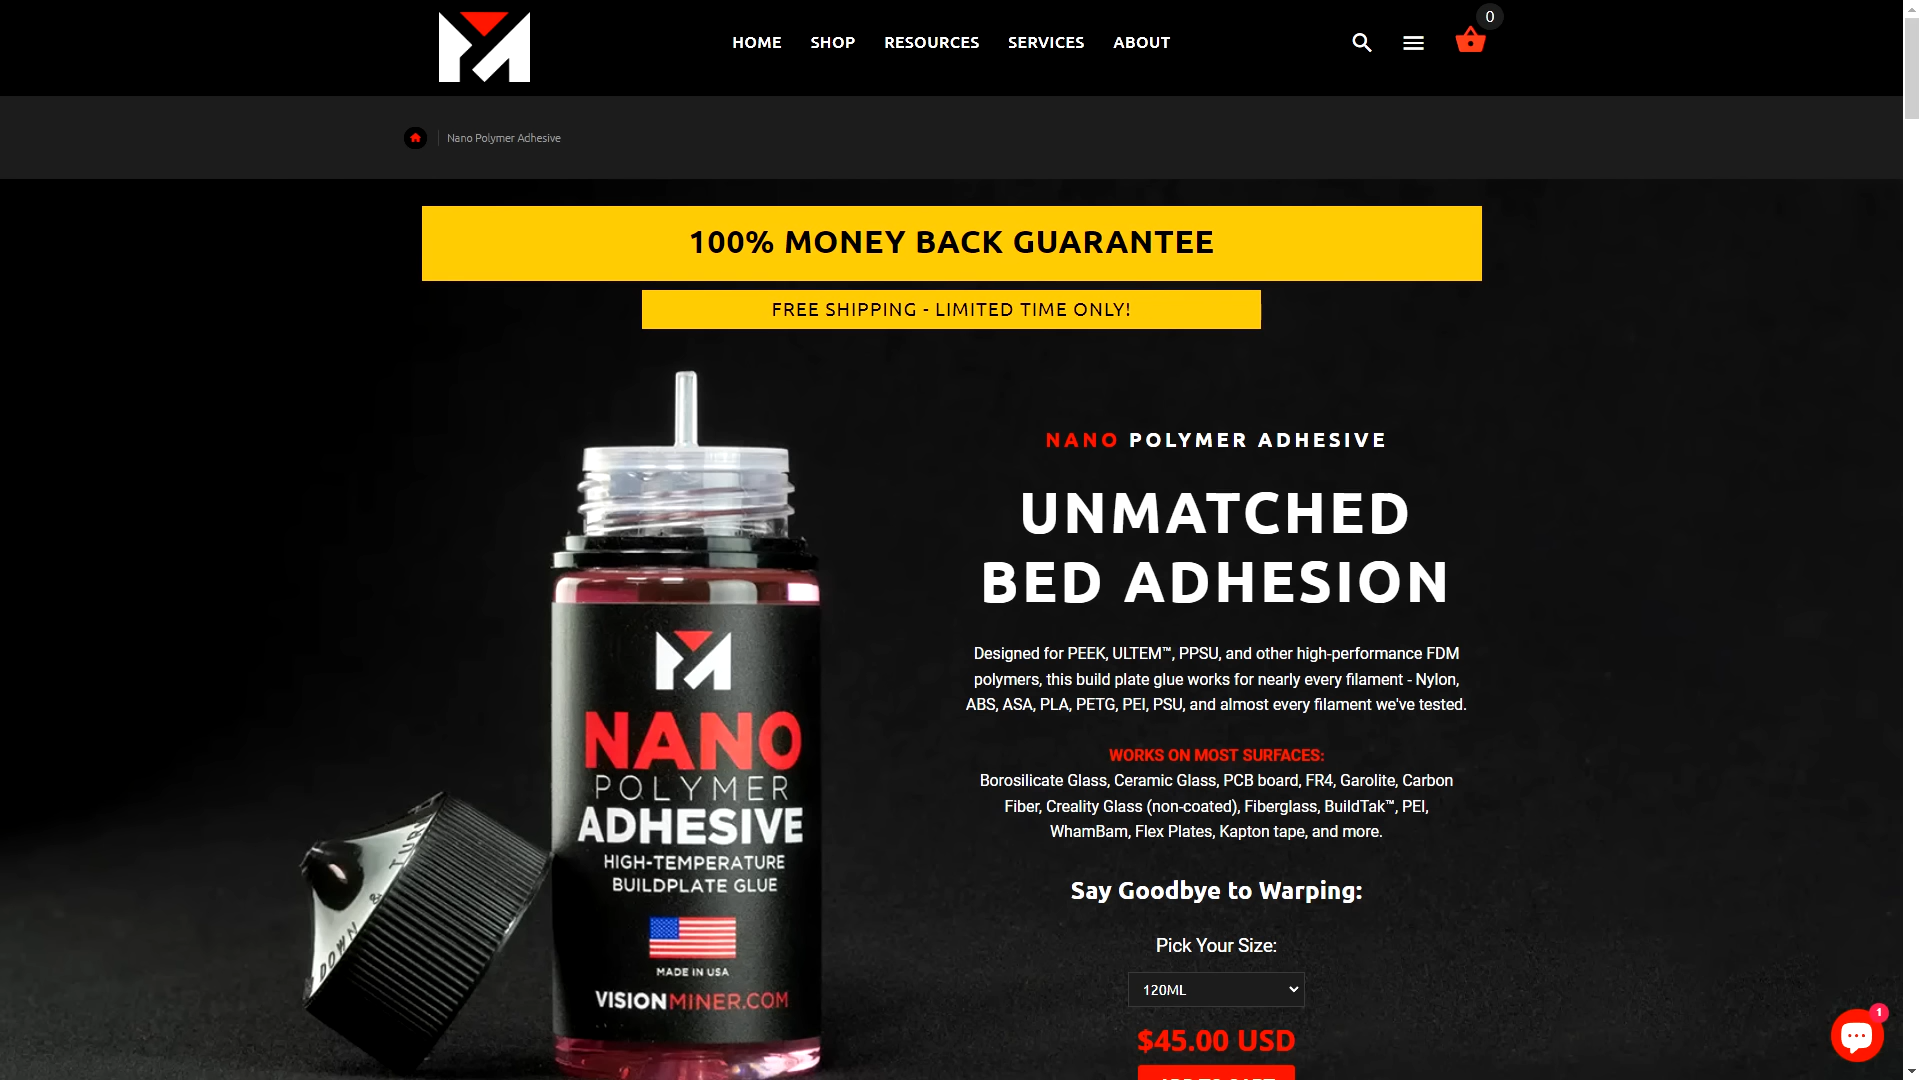 0
HOME SHOP RESOURCES SERVICES ABOUT
Nano Polymer Adhesive
100% MONEY BACK GUARANTEE
FREE SHIPPING - LIMITED TIME ONLY!
NANO POLYMER ADHESIVE
UNMATCHED
BED ADHESION
Designed for PEEK, ULTEM™, PPSU, and other high-performance FDM
polymers, this build plate glue works for nearly every filament - Nylon,
ABS, ASA, PLA, PETG, PEI, PSU, and almost every filament we've tested.
WORKS ON MOST SURFACES:
Borosilicate Glass, Ceramic Glass, PCB board, FR4, Garolite, Carbon
Fiber, Creality Glass (non-coated), Fiberglass, BuildTak™, PEI,
WhamBam, Flex Plates, Kapton tape, and more.
Say Goodbye to Warping:
Pick Your Size:
120ML
$45.00 USD
NANO
POLYMER
ADHESIVE
HIGH-TEMPERATURE
BUILDPLATE GLUE
MADE IN USA
VISIONMINER.COM
DOWN &
1